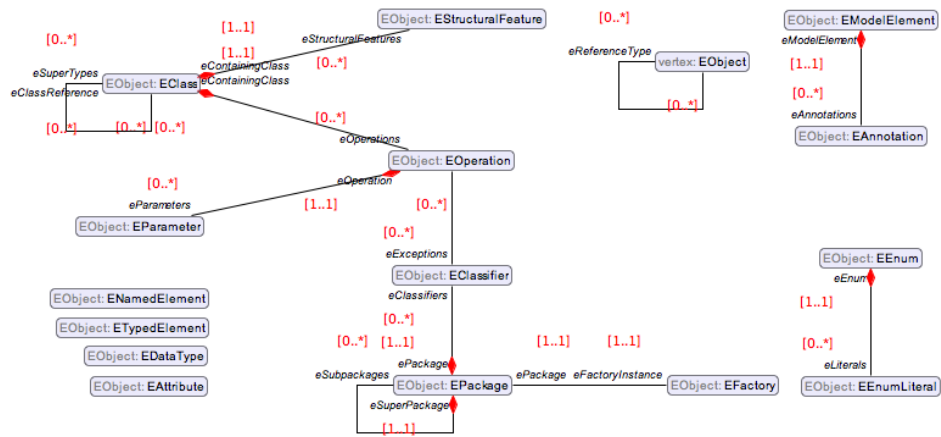 [0..*]
[1..1]
EObject: EStructuralFeature
eStructuralFeatures
[1..1]
[0..*]
eContainingClass
eSuperTypes
EObject: EClass
eContainingClass
eClassReference
[0..*]
[0..*]
[0..*]
[0..*]
eOperations
EObject: EOperation
eOperation
[0..*]
[1..1]
[0..*]
eParameters
EObject: EParameter
[0..*]
eExceptions
EObject: EClassifier
eClassifiers
[0..*]
[0..*]
[1..1]
[1..1]
[1..1]
ePackage
eSubpackages
ePackage
eFactoryInstance
EObject: EPackage
EObject: EFactory
eSuperPackage
[1..1]
EObject: ENamedElement
EObject: ETypedElement
EObject: EDataType
EObject: EAttribute
[0..*]
eReferenceType
vertex: EObject
[0..*]
EObject: EModelElement
eModelElement
[1..1]
[0..*]
eAnnotations
EObject: EAnnotation
EObject: EEnum
eEnum
[1..1]
[0..*]
eLiterals
EObject: EEnumLiteral